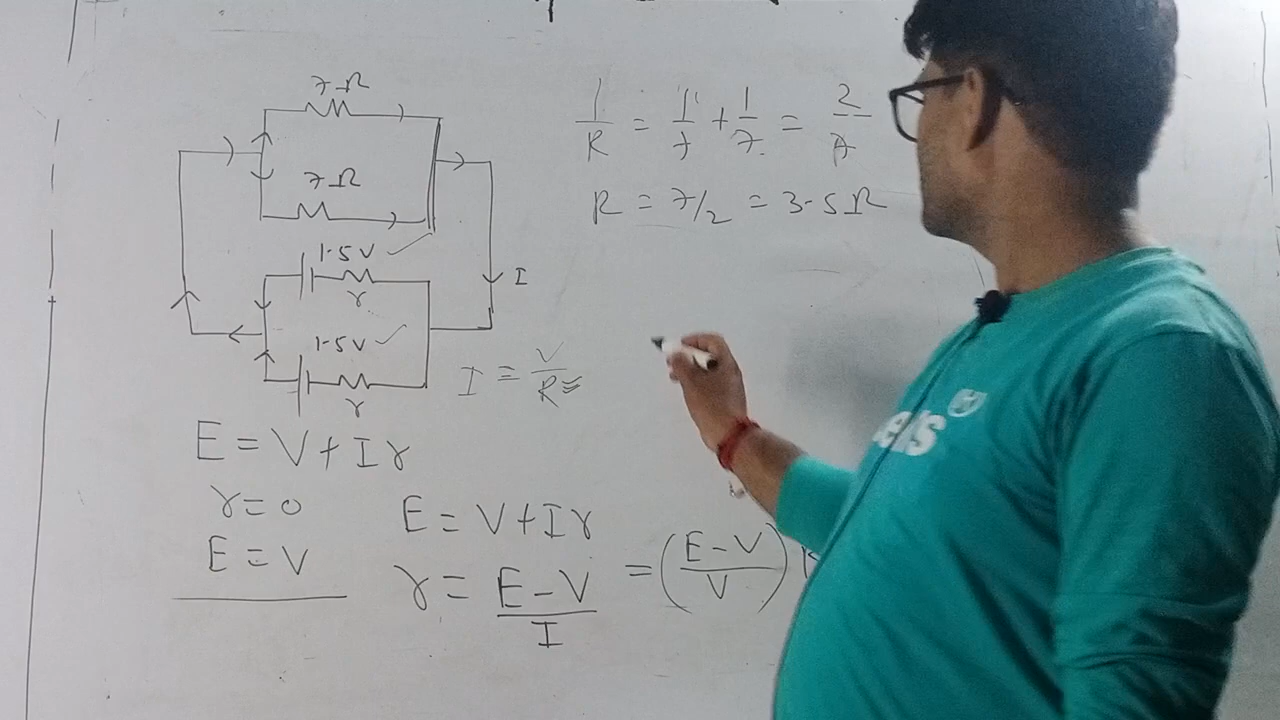 7Ω
7Ω
1.5V
r
1.5V
r
I
I = V/R
E = V + Ir
r = 0
E = V
1/R = 1/7 + 1/7 = 2/7
R = 7/2 = 3.5Ω
E = V + Ir
r = E - V / I = (E - V / V)